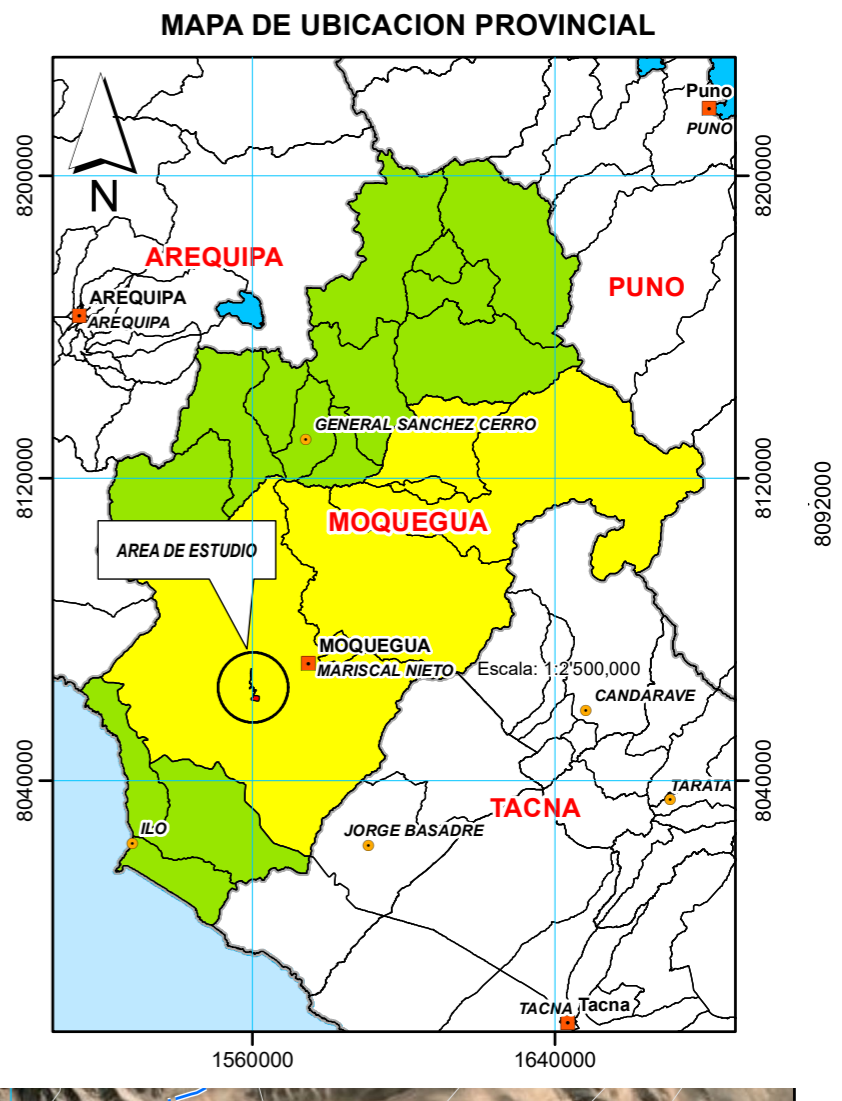 MAPA DE UBICACION PROVINCIAL
Puno
PUNO
8200000
8200000
N
AREQUIPA
PUNO
AREQUIPA
AREQUIPA
GENERAL SANCHEZ CERRO
8120000
8120000
8092000
MOQUEGUA
AREA DE ESTUDIO
MOQUEGUA
MARISCAL NIETO
Escala: 1:2'500,000
CANDARAVE
8040000
8040000
TARATA
TACNA
ILO
JORGE BASADRE
TACNA
Tacna
1560000
1640000